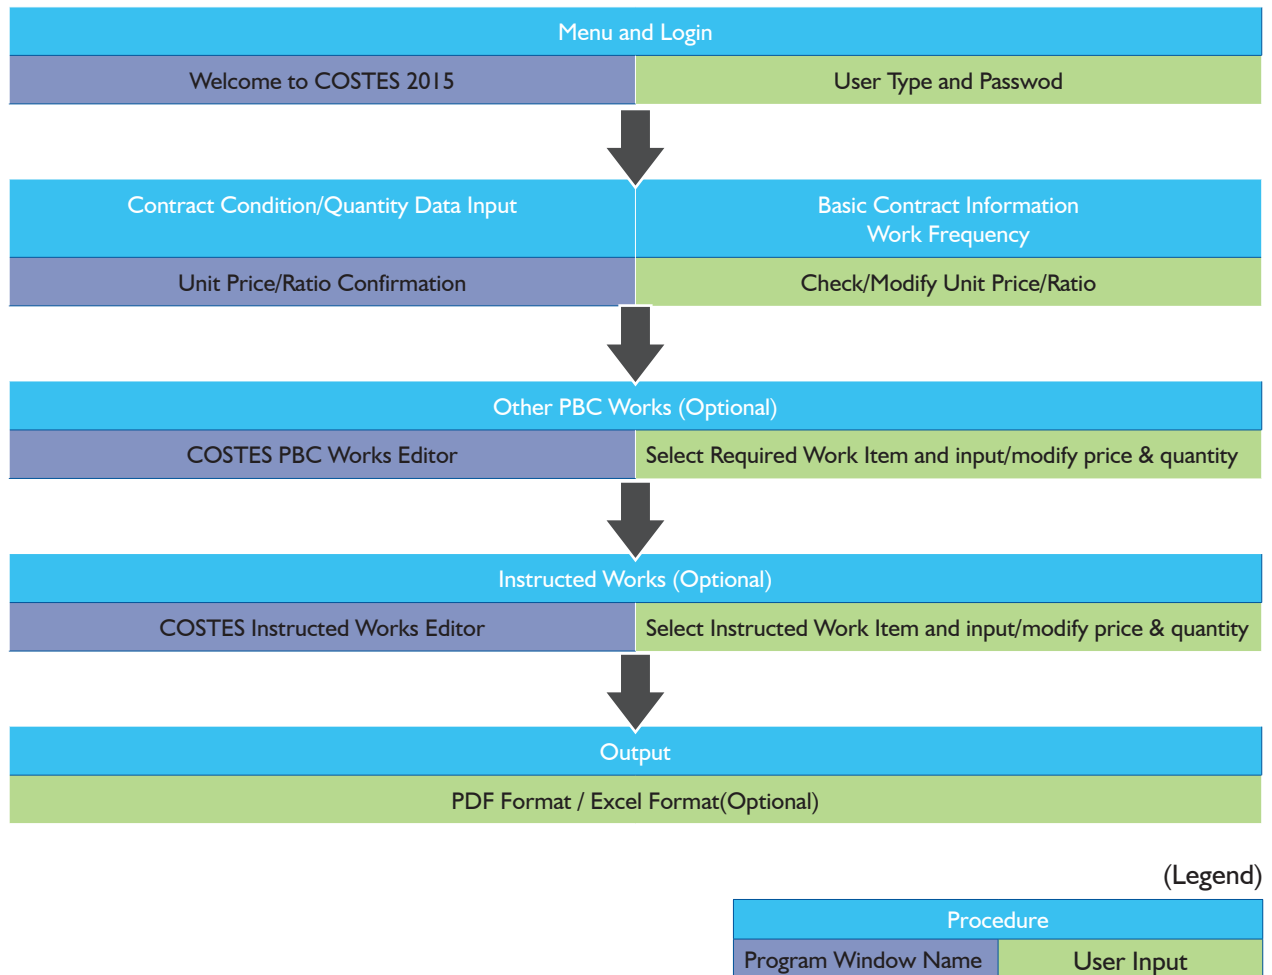 Menu and Login
Welcome to COSTES 2015
User Type and Passwod
Contract Condition/Quantity Data Input
Basic Contract Information
Work Frequency
Unit Price/Ratio Confirmation
Check/Modify Unit Price/Ratio
Other PBC Works (Optional)
COSTES PBC Works Editor
Select Required Work Item and input/modify price & quantity
Instructed Works (Optional)
COSTES Instructed Works Editor
Select Instructed Work Item and input/modify price & quantity
Output
PDF Format / Excel Format(Optional)
(Legend)
Procedure
Program Window Name
User Input